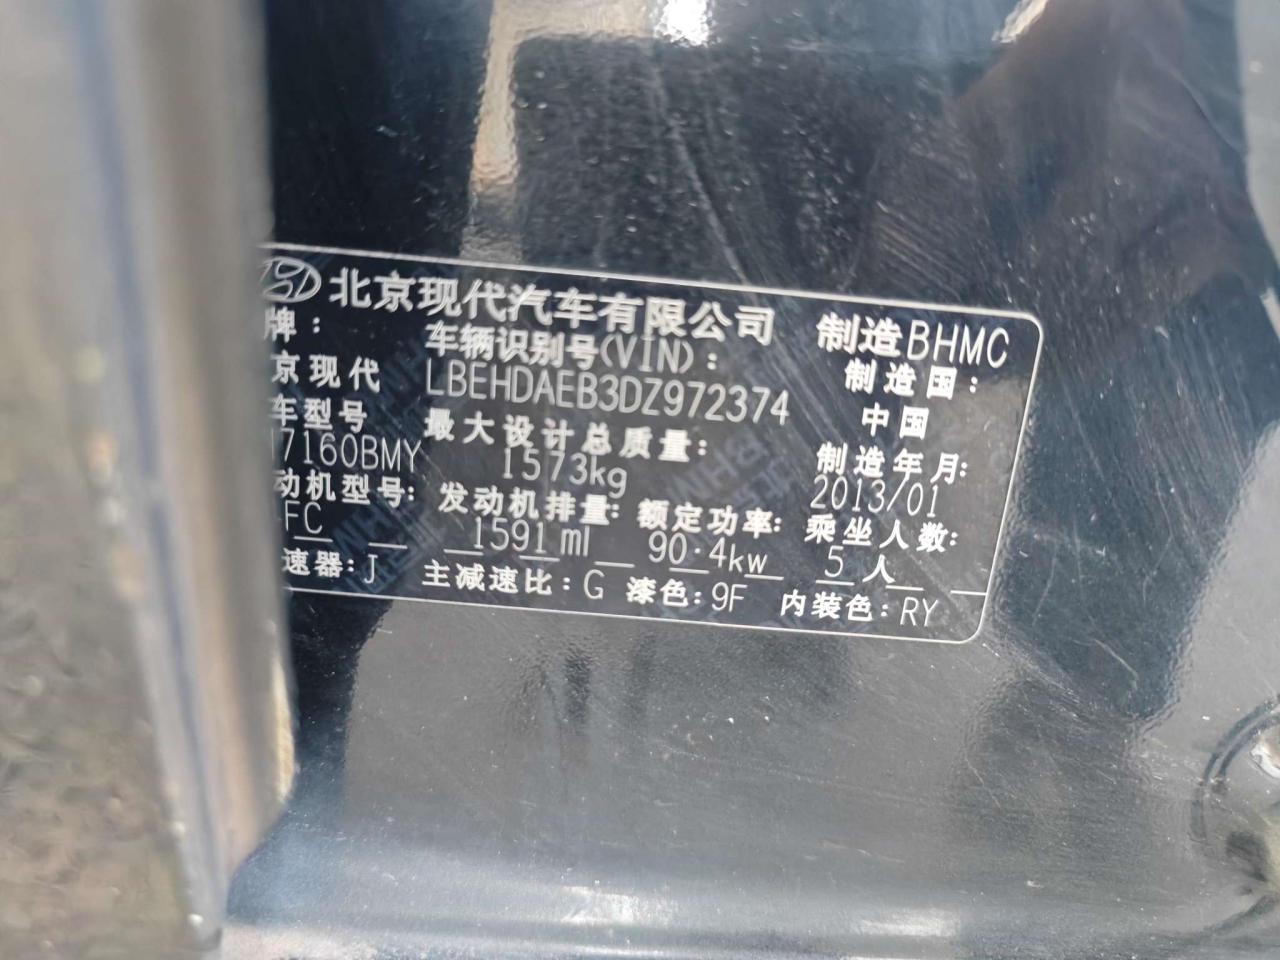 北京现代汽车有限公司 制造BHMC
牌: 车辆识别号(VIN): 制造国:
京现代 LBEHDAEB3DZ972374 中国
车型号 最大设计总质量: 制造年月:
7160BMY 1573kg 2013/01
动机型号: 发动机排量: 额定功率: 乘坐人数:
FC 1591ml 90.4kw 5人
速器: J 主减速比: G 漆色: 9F 内装色: RY